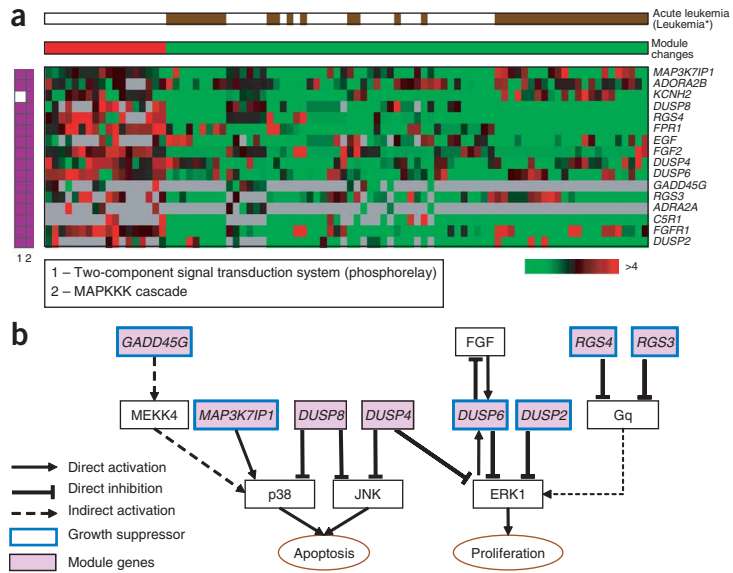 a
Acute leukemia
(Leukemia*)
Module
changes
MAP3K7IP1
ADORA2B
KCNH2
DUSP8
RGS4
FPR1
EGF
FGF2
DUSP4
DUSP6
GADD45G
RGS3
ADRA2A
C5R1
FGFR1
DUSP2
1 2
1 – Two-component signal transduction system (phosphorelay)
2 – MAPKKK cascade
>4
b
GADD45G
FGF
RGS4
RGS3
MEKK4
MAP3K7IP1
DUSP8
DUSP4
DUSP6
DUSP2
Gq
Direct activation
Direct inhibition
Indirect activation
Growth suppressor
Module genes
p38
JNK
ERK1
Apoptosis
Proliferation